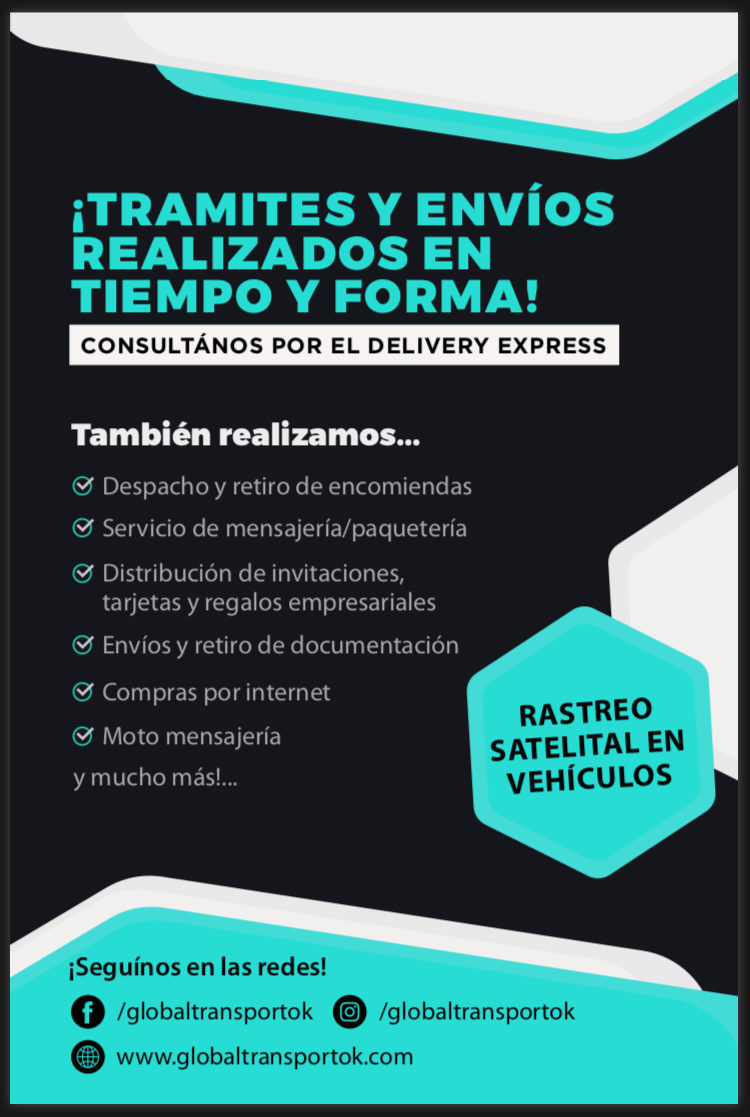 ¡TRAMITES Y ENVÍOS
REALIZADOS EN
TIEMPO Y FORMA!
CONSULTÁNOS POR EL DELIVERY EXPRESS
También realizamos...
Despacho y retiro de encomiendas
Servicio de mensajería/paquetería
Distribución de invitaciones,
tarjetas y regalos empresariales
Envíos y retiro de documentación
Compras por internet
Moto mensajería
y mucho más!...
RASTREO
SATELITAL EN
VEHÍCULOS
¡Seguínos en las redes!
/globaltransportok /globaltransportok
www.globaltransportok.com